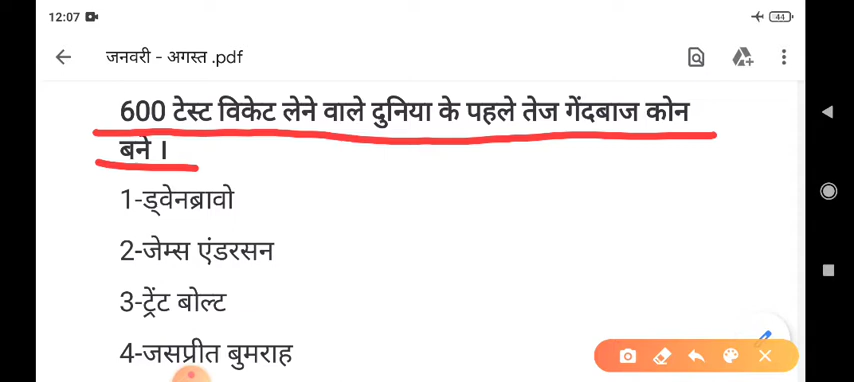 12:07
44
जनवरी - अगस्त .pdf
600 टेस्ट विकेट लेने वाले दुनिया के पहले तेज गेंदबाज कोन
बने ।
1-ड्वेनब्रावो
2-जेम्स एंडरसन
3-ट्रेंट बोल्ट
4-जसप्रीत बुमराह